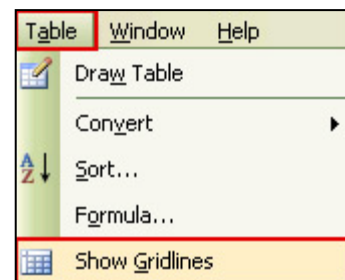 Table Window Help
Draw Table
Convert
Sort...
Formula...
Show Gridlines